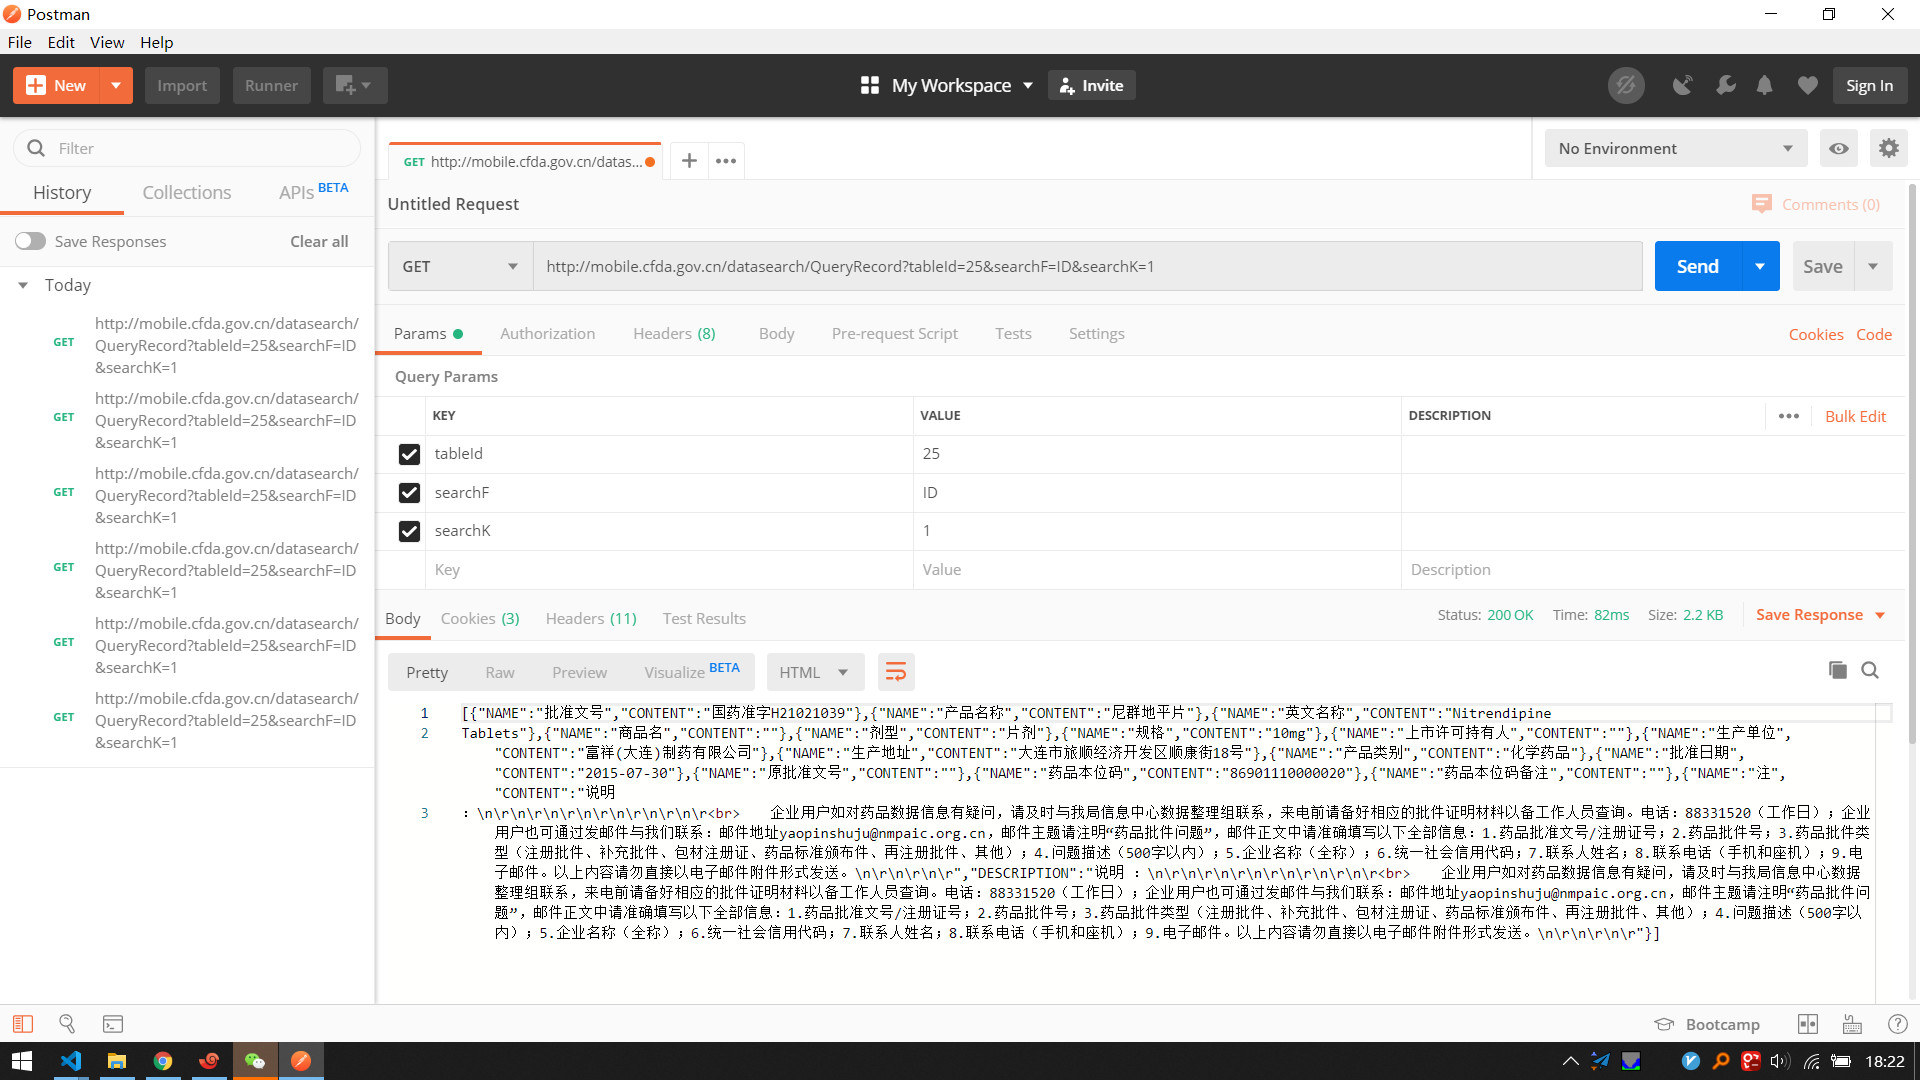 Postman
File Edit View Help
New Import Runner My Workspace Invite Sign In
Filter
History Collections APIs BETA
Save Responses Clear all
Today
GET http://mobile.cfda.gov.cn/datasearch/
QueryRecord?tableId=25&searchF=ID
&searchK=1
GET http://mobile.cfda.gov.cn/datasearch/
QueryRecord?tableId=25&searchF=ID
&searchK=1
GET http://mobile.cfda.gov.cn/datasearch/
QueryRecord?tableId=25&searchF=ID
&searchK=1
GET http://mobile.cfda.gov.cn/datasearch/
QueryRecord?tableId=25&searchF=ID
&searchK=1
GET http://mobile.cfda.gov.cn/datasearch/
QueryRecord?tableId=25&searchF=ID
&searchK=1
GET http://mobile.cfda.gov.cn/datasearch/
QueryRecord?tableId=25&searchF=ID
&searchK=1
GET http://mobile.cfda.gov.cn/datas... No Environment
Untitled Request Comments (0)
GET http://mobile.cfda.gov.cn/datasearch/QueryRecord?tableId=25&searchF=ID&searchK=1 Send Save
Params Authorization Headers (8) Body Pre-request Script Tests Settings Cookies Code
Query Params
KEY VALUE DESCRIPTION Bulk Edit
tableId 25
searchF ID
searchK 1
Key Value Description
Body Cookies (3) Headers (11) Test Results Status: 200 OK Time: 82ms Size: 2.2 KB Save Response
Pretty Raw Preview Visualize BETA HTML
1 [{"NAME":"批准文号","CONTENT":"国药准字H21021039"},{"NAME":"产品名称","CONTENT":"尼群地平片"},{"NAME":"英文名称","CONTENT":"Nitrendipine
2 Tablets"},{"NAME":"商品名","CONTENT":""},{"NAME":"剂型","CONTENT":"片剂"},{"NAME":"规格","CONTENT":"10mg"},{"NAME":"上市许可持有人","CONTENT":""},{"NAME":"生产单位",
"CONTENT":"富祥(大连)制药有限公司"},{"NAME":"生产地址","CONTENT":"大连市旅顺经济开发区顺康街18号"},{"NAME":"产品类别","CONTENT":"化学药品"},{"NAME":"批准日期",
"CONTENT":"2015-07-30"},{"NAME":"原批准文号","CONTENT":""},{"NAME":"药品本位码","CONTENT":"86901110000020"},{"NAME":"药品本位码备注","CONTENT":""},{"NAME":"注",
"CONTENT":"说明
3 ：\n\r\n\r\n\r\n\r\n\r\n\r\n\r<br> 企业用户如对药品数据信息有疑问，请及时与我局信息中心数据整理组联系，来电前请备好相应的批件证明材料以备工作人员查询。电话：88331520（工作日）；企业
用户也可通过发邮件与我们联系：邮件地址yaopinshuju@nmpaic.org.cn，邮件主题请注明“药品批件问题”，邮件正文中请准确填写以下全部信息：1.药品批准文号/注册证号；2.药品批件号；3.药品批件类
型（注册批件、补充批件、包材注册证、药品标准颁布件、再注册批件、其他）；4.问题描述（500字以内）；5.企业名称（全称）；6.统一社会信用代码；7.联系人姓名；8.联系电话（手机和座机）；9.电
子邮件。以上内容请勿直接以电子邮件附件形式发送。\n\r\n\r\n\r","DESCRIPTION":"说明 ：\n\r\n\r\n\r\n\r\n\r\n\r\n\r<br> 企业用户如对药品数据信息有疑问，请及时与我局信息中心数据
整理组联系，来电前请备好相应的批件证明材料以备工作人员查询。电话：88331520（工作日）；企业用户也可通过发邮件与我们联系：邮件地址yaopinshuju@nmpaic.org.cn，邮件主题请注明“药品批件问
题”，邮件正文中请准确填写以下全部信息：1.药品批准文号/注册证号；2.药品批件号；3.药品批件类型（注册批件、补充批件、包材注册证、药品标准颁布件、再注册批件、其他）；4.问题描述（500字以
内）；5.企业名称（全称）；6.统一社会信用代码；7.联系人姓名；8.联系电话（手机和座机）；9.电子邮件。以上内容请勿直接以电子邮件附件形式发送。\n\r\n\r\n\r"}]
Bootcamp
18:22